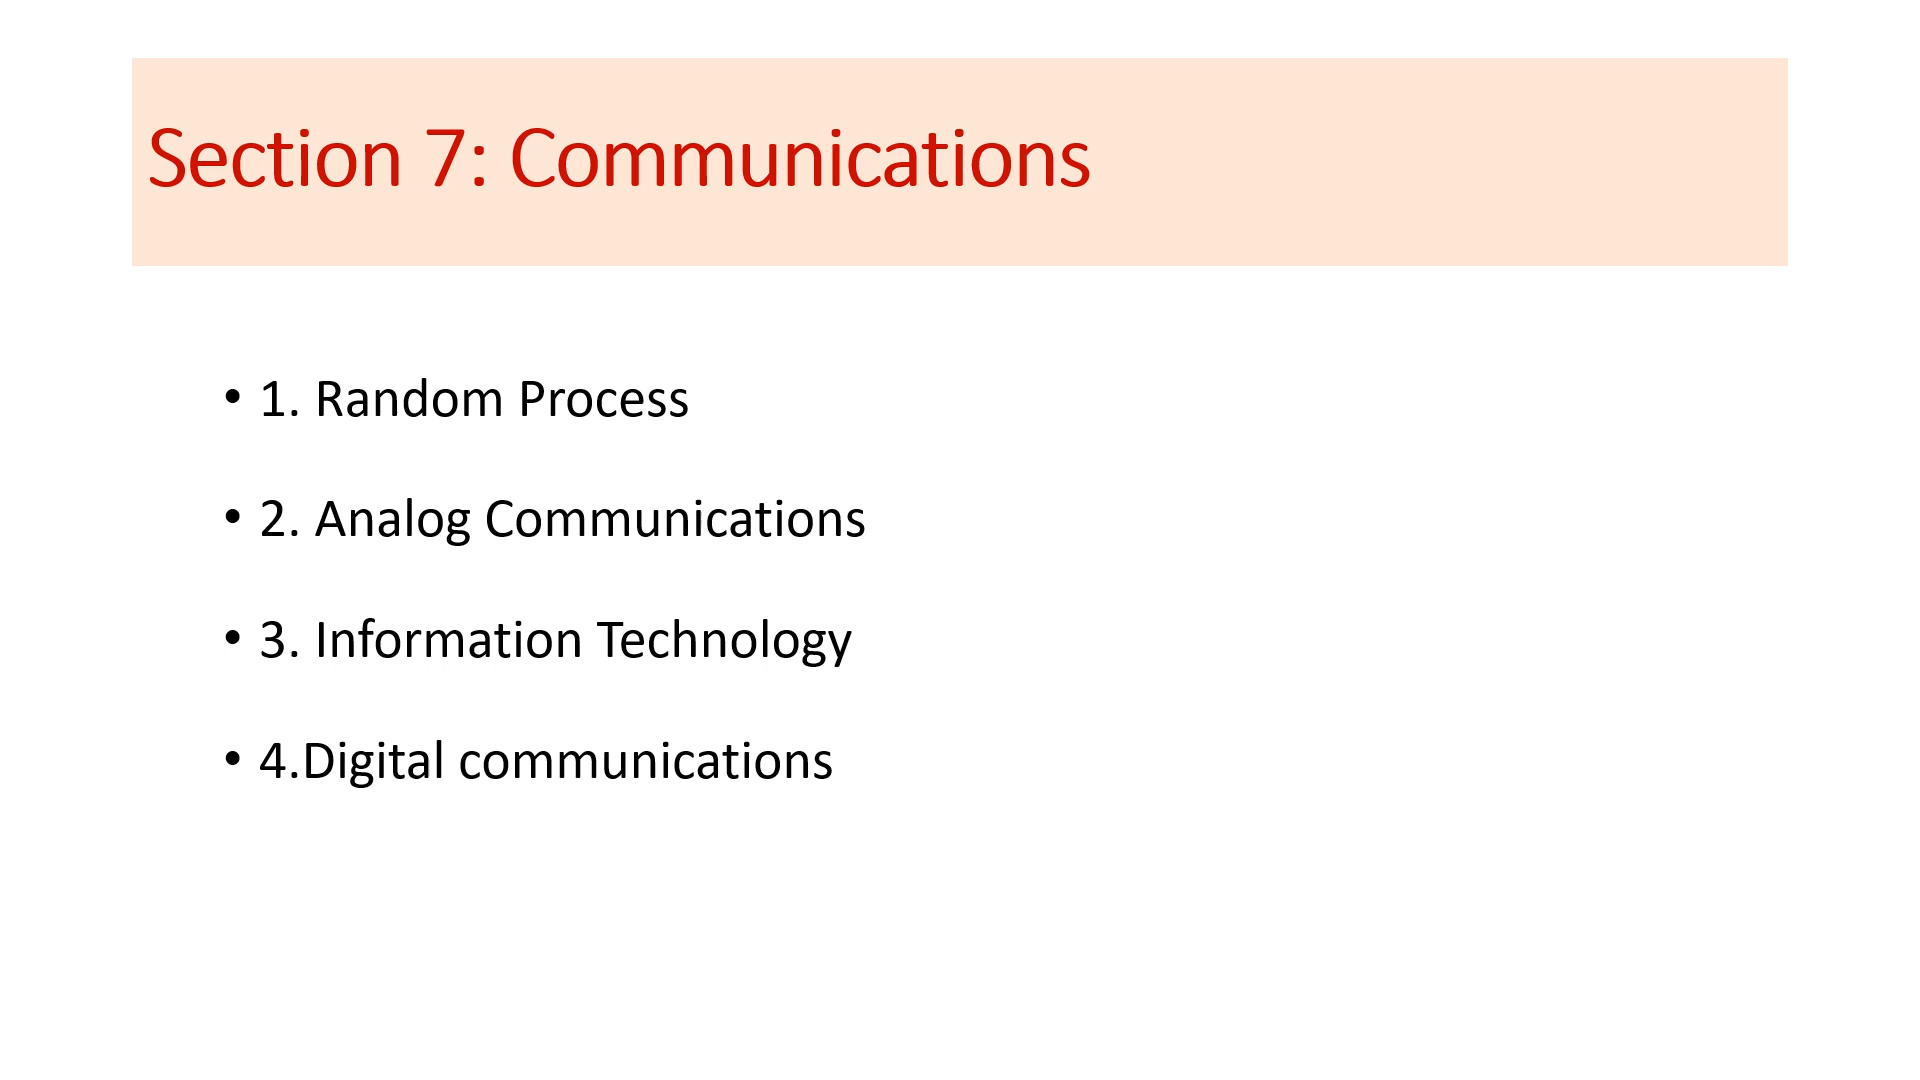 Section 7: Communications
• 1. Random Process
• 2. Analog Communications
• 3. Information Technology
• 4.Digital communications